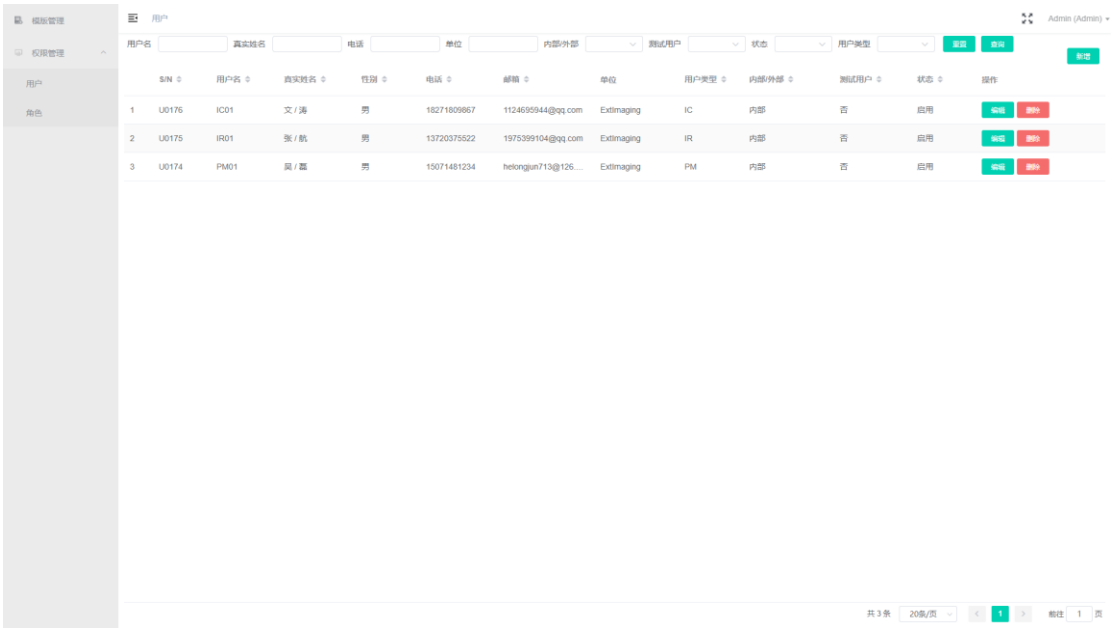 模版管理
用户
Admin (Admin)
权限管理
用户
角色
用户名 真实姓名 电话 单位 内部/外部 测试用户 状态 用户类型 重置 查询
新增
S/N 用户名 真实姓名 性别 电话 邮箱 单位 用户类型 内部/外部 测试用户 状态 操作
1 U0176 IC01 文 / 涛 男 18271809867 1124695944@qq.com ExtImaging IC 内部 否 启用 编辑 删除
2 U0175 IR01 张 / 航 男 13720375522 1975399104@qq.com ExtImaging IR 内部 否 启用 编辑 删除
3 U0174 PM01 吴 / 磊 男 15071481234 helongjun713@126.... ExtImaging PM 内部 否 启用 编辑 删除
共 3 条 20条/页 1 前往 1 页